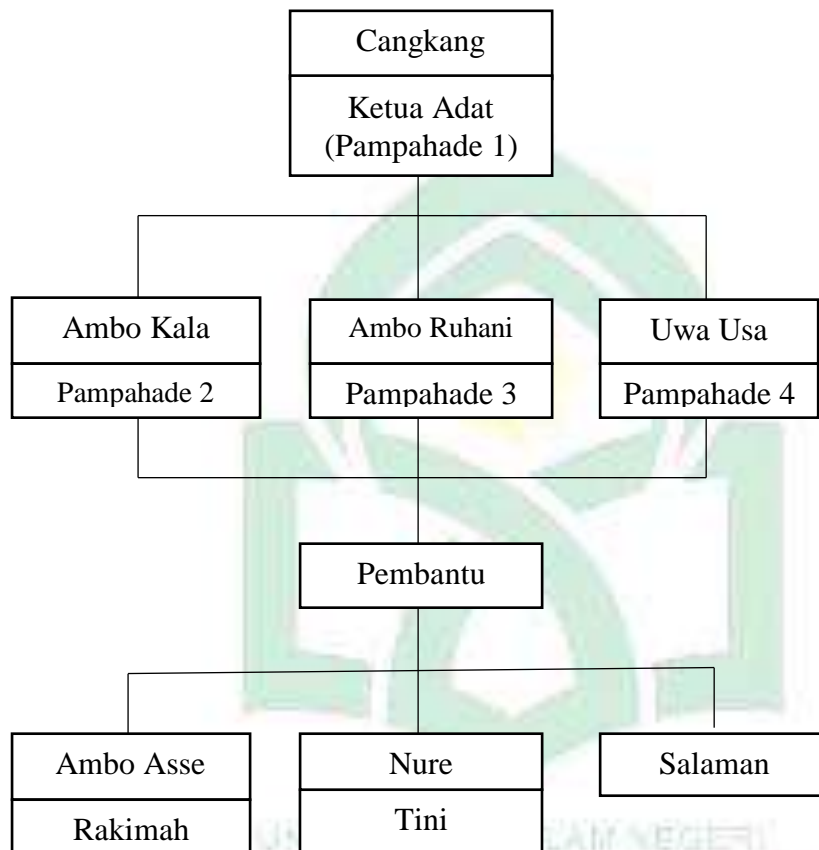 Cangkang
Ketua Adat
(Pampahade 1)
Ambo Kala
Ambo Ruhani
Uwa Usa
Pampahade 2
Pampahade 3
Pampahade 4
Pembantu
Ambo Asse
Nure
Salaman
Rakimah
Tini